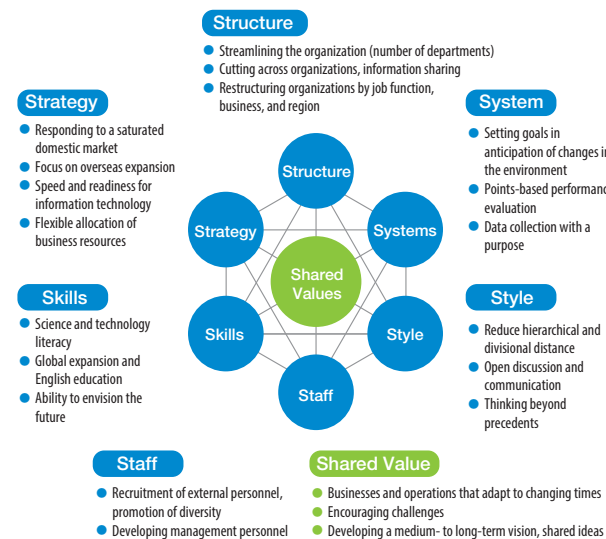 Structure
● Streamlining the organization (number of departments)
● Cutting across organizations, information sharing
● Restructuring organizations by job function,
business, and region
Strategy
● Responding to a saturated
domestic market
● Focus on overseas expansion
● Speed and readiness for
information technology
● Flexible allocation of
business resources
System
● Setting goals in
anticipation of changes in
the environment
● Points-based performance
evaluation
● Data collection with a
purpose
Structure
Strategy
Systems
Shared
Values
Skills
Style
Staff
Skills
● Science and technology
literacy
● Global expansion and
English education
● Ability to envision the
future
Style
● Reduce hierarchical and
divisional distance
● Open discussion and
communication
● Thinking beyond
precedents
Staff
● Recruitment of external personnel,
promotion of diversity
● Developing management personnel
Shared Value
● Businesses and operations that adapt to changing times
● Encouraging challenges
● Developing a medium- to long-term vision, shared ideas